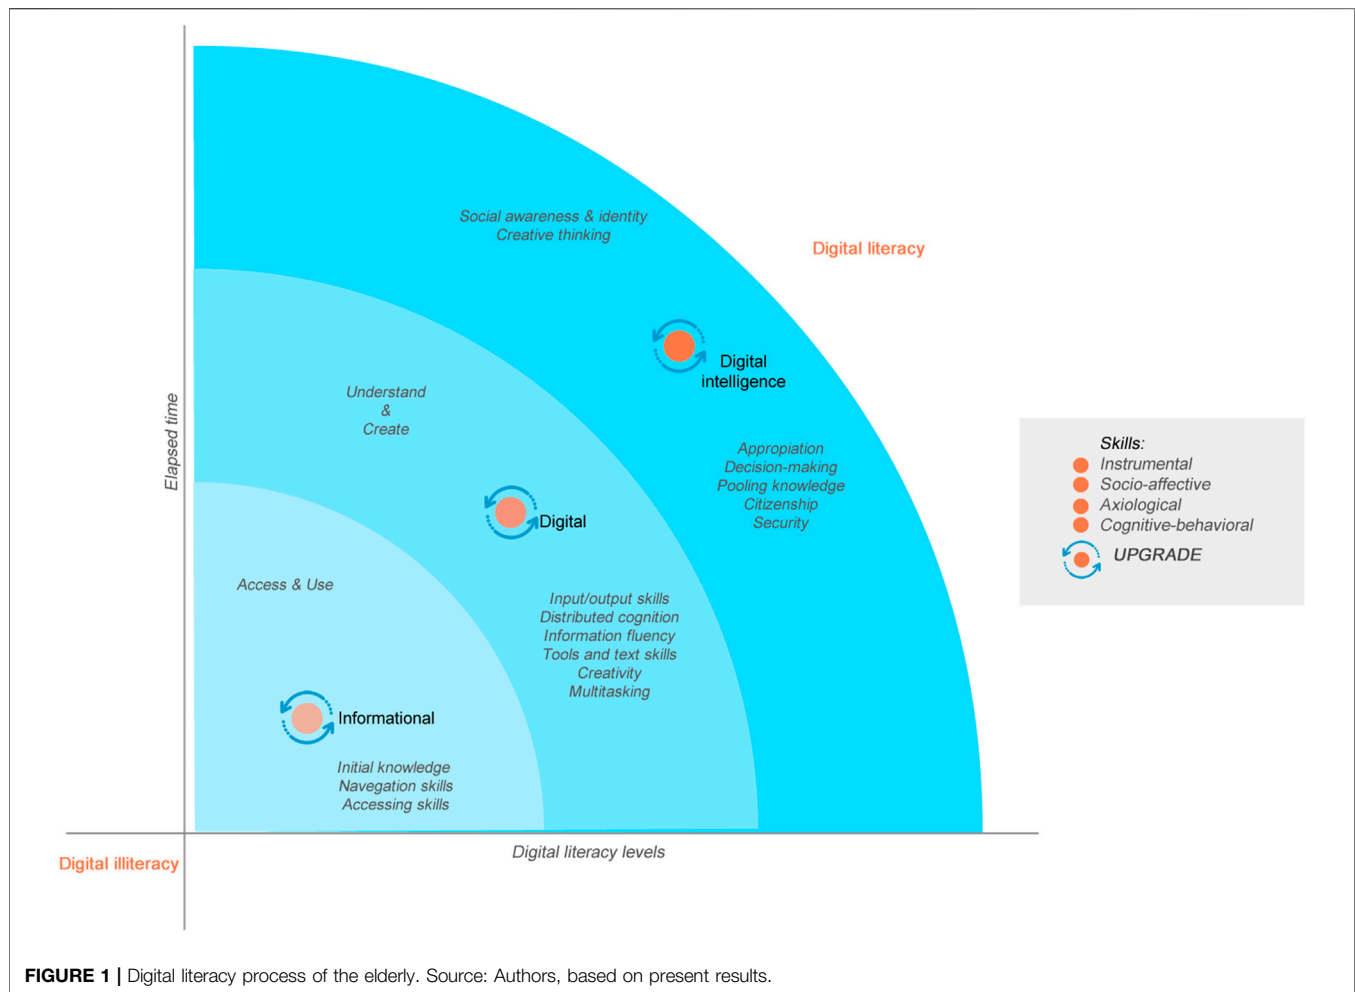 Social awareness & identity
Creative thinking
Digital literacy
Digital
intelligence
Understand
&
Create
Elapsed time
Appropiation
Decision-making
Pooling knowledge
Citizenship
Security
Skills:
Instrumental
Socio-affective
Axiological
Cognitive-behavioral
UPGRADE
Digital
Access & Use
Input/output skills
Distributed cognition
Information fluency
Tools and text skills
Creativity
Multitasking
Informational
Initial knowledge
Navegation skills
Accessing skills
Digital literacy levels
Digital illiteracy
FIGURE 1 | Digital literacy process of the elderly. Source: Authors, based on present results.